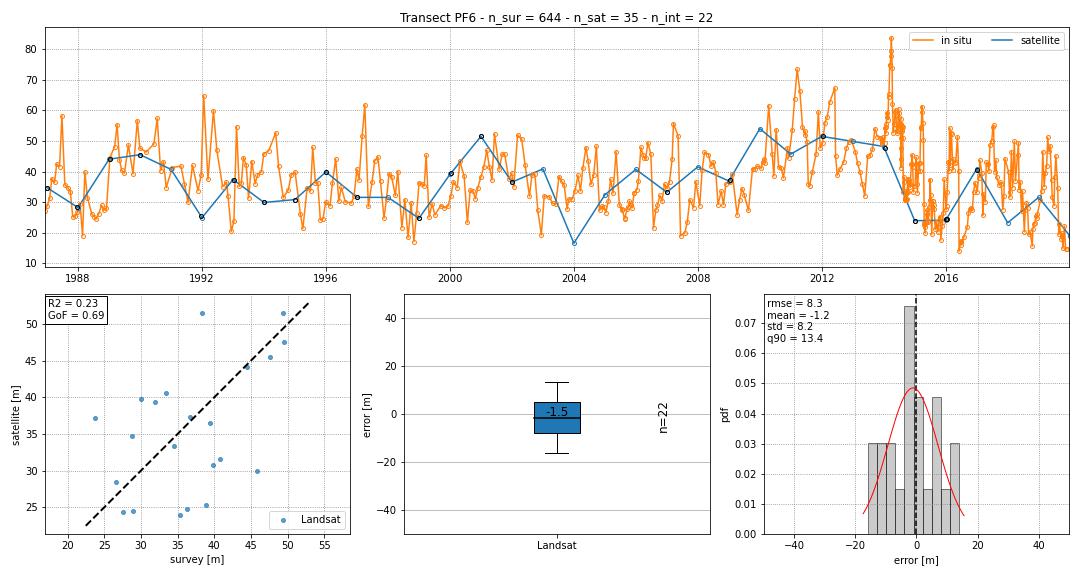 Transect PF6 - n_sur = 644 - n_sat = 35 - n_int = 22
in situ
satellite
80
70
60
50
40
30
20
10
1988 1992 1996 2000 2004 2008 2012 2016
R2 = 0.23
GoF = 0.69
satellite [m]
50
45
40
35
30
25
Landsat
20 25 30 35 40 45 50 55
survey [m]
error [m]
40
20
0
−20
−40
-1.5
n=22
Landsat
rmse = 8.3
mean = -1.2
std = 8.2
q90 = 13.4
pdf
0.07
0.06
0.05
0.04
0.03
0.02
0.01
0.00
−40 −20 0 20 40
error [m]